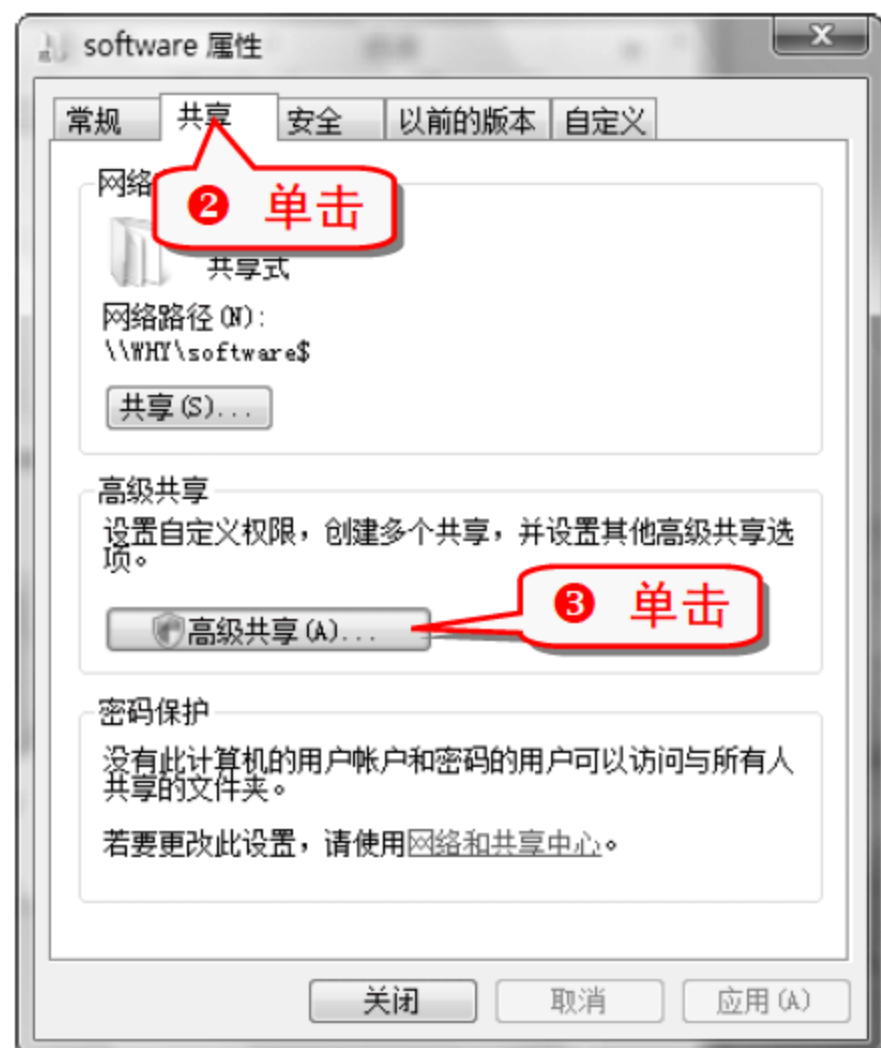 software 属性
常规 共享 安全 以前的版本 自定义
网络
❷ 单击
共享式
网络路径(N):
\\WHY\software$
共享(S)...
高级共享
设置自定义权限，创建多个共享，并设置其他高级共享选
项。
❸ 单击
高级共享(A)...
密码保护
没有此计算机的用户帐户和密码的用户可以访问与所有人
共享的文件夹。
若要更改此设置，请使用网络和共享中心。
关闭 取消 应用(A)